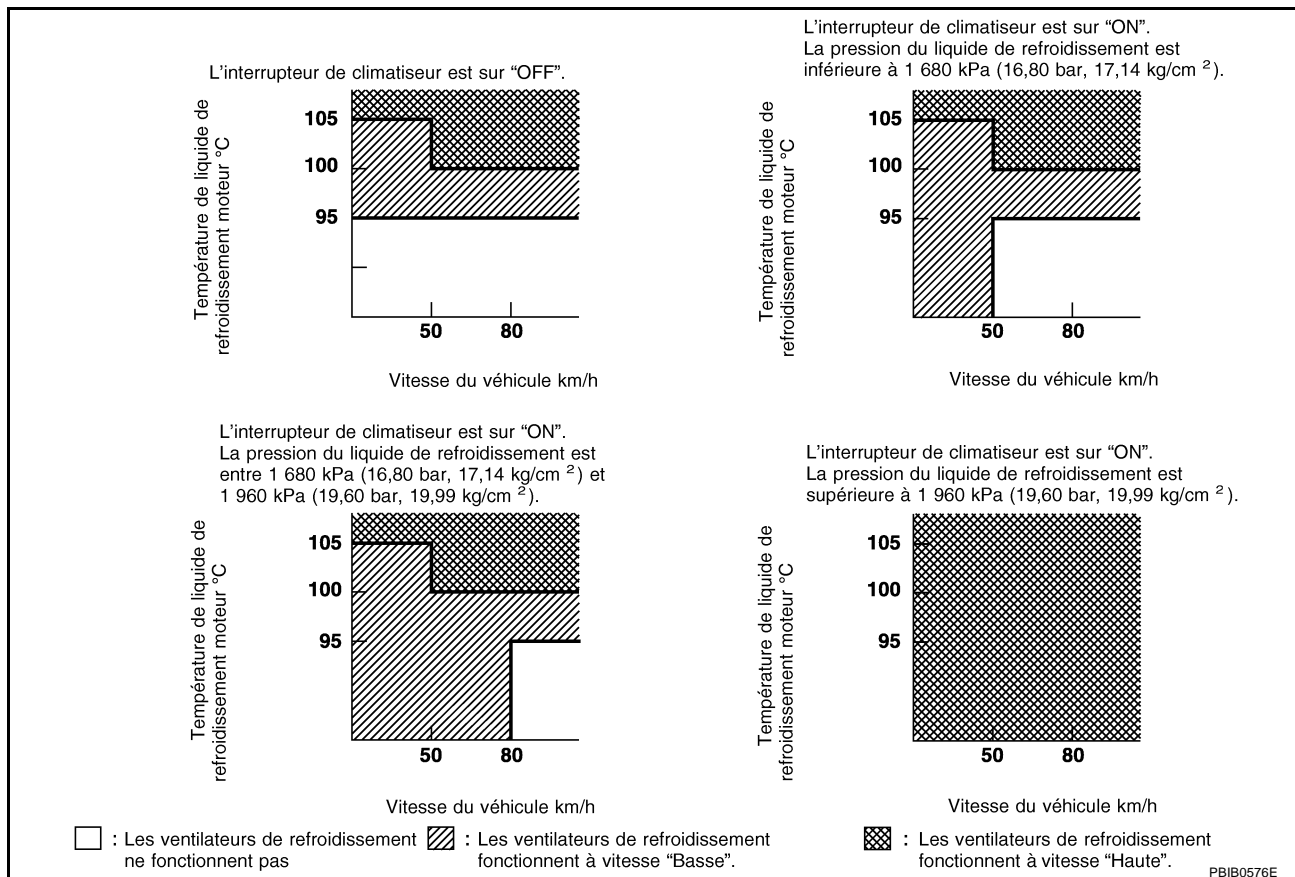 L'interrupteur de climatiseur est sur “OFF”.
Température de liquide de
refroidissement moteur °C
105
100
95
50
80
Vitesse du véhicule km/h
L'interrupteur de climatiseur est sur “ON”.
La pression du liquide de refroidissement est
inférieure à 1 680 kPa (16,80 bar, 17,14 kg/cm 2).
Température de liquide de
refroidissement moteur °C
105
100
95
50
80
Vitesse du véhicule km/h
L'interrupteur de climatiseur est sur “ON”.
La pression du liquide de refroidissement est
entre 1 680 kPa (16,80 bar, 17,14 kg/cm 2) et
1 960 kPa (19,60 bar, 19,99 kg/cm 2).
Température de liquide de
refroidissement moteur °C
105
100
95
50
80
Vitesse du véhicule km/h
L'interrupteur de climatiseur est sur “ON”.
La pression du liquide de refroidissement est
supérieure à 1 960 kPa (19,60 bar, 19,99 kg/cm 2).
Température de liquide de
refroidissement moteur °C
105
100
95
50
80
Vitesse du véhicule km/h
: Les ventilateurs de refroidissement
ne fonctionnent pas
: Les ventilateurs de refroidissement
fonctionnent à vitesse “Basse”.
: Les ventilateurs de refroidissement
fonctionnent à vitesse “Haute”.
PBIB0576E